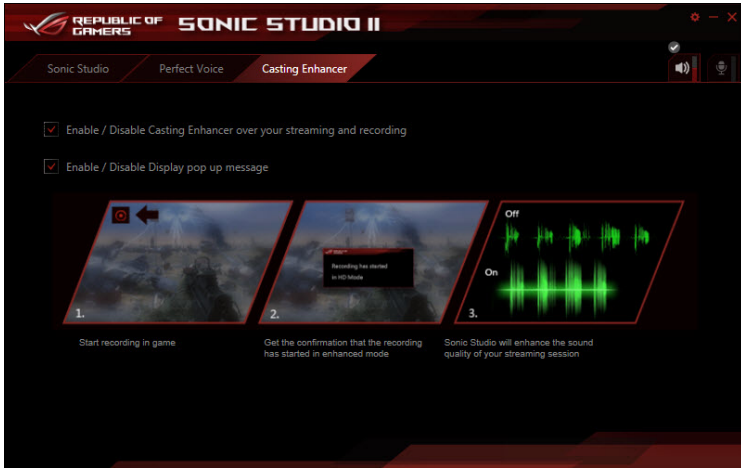 REPUBLIC OF
GAMERS
SONIC STUDIO II
Sonic Studio
Perfect Voice
Casting Enhancer
Enable / Disable Casting Enhancer over your streaming and recording
Enable / Disable Display pop up message
1.
Recording has started
in HD Mode
2.
Off
On
3.
Start recording in game
Get the confirmation that the recording
has started in enhanced mode
Sonic Studio will enhance the sound
quality of your streaming session